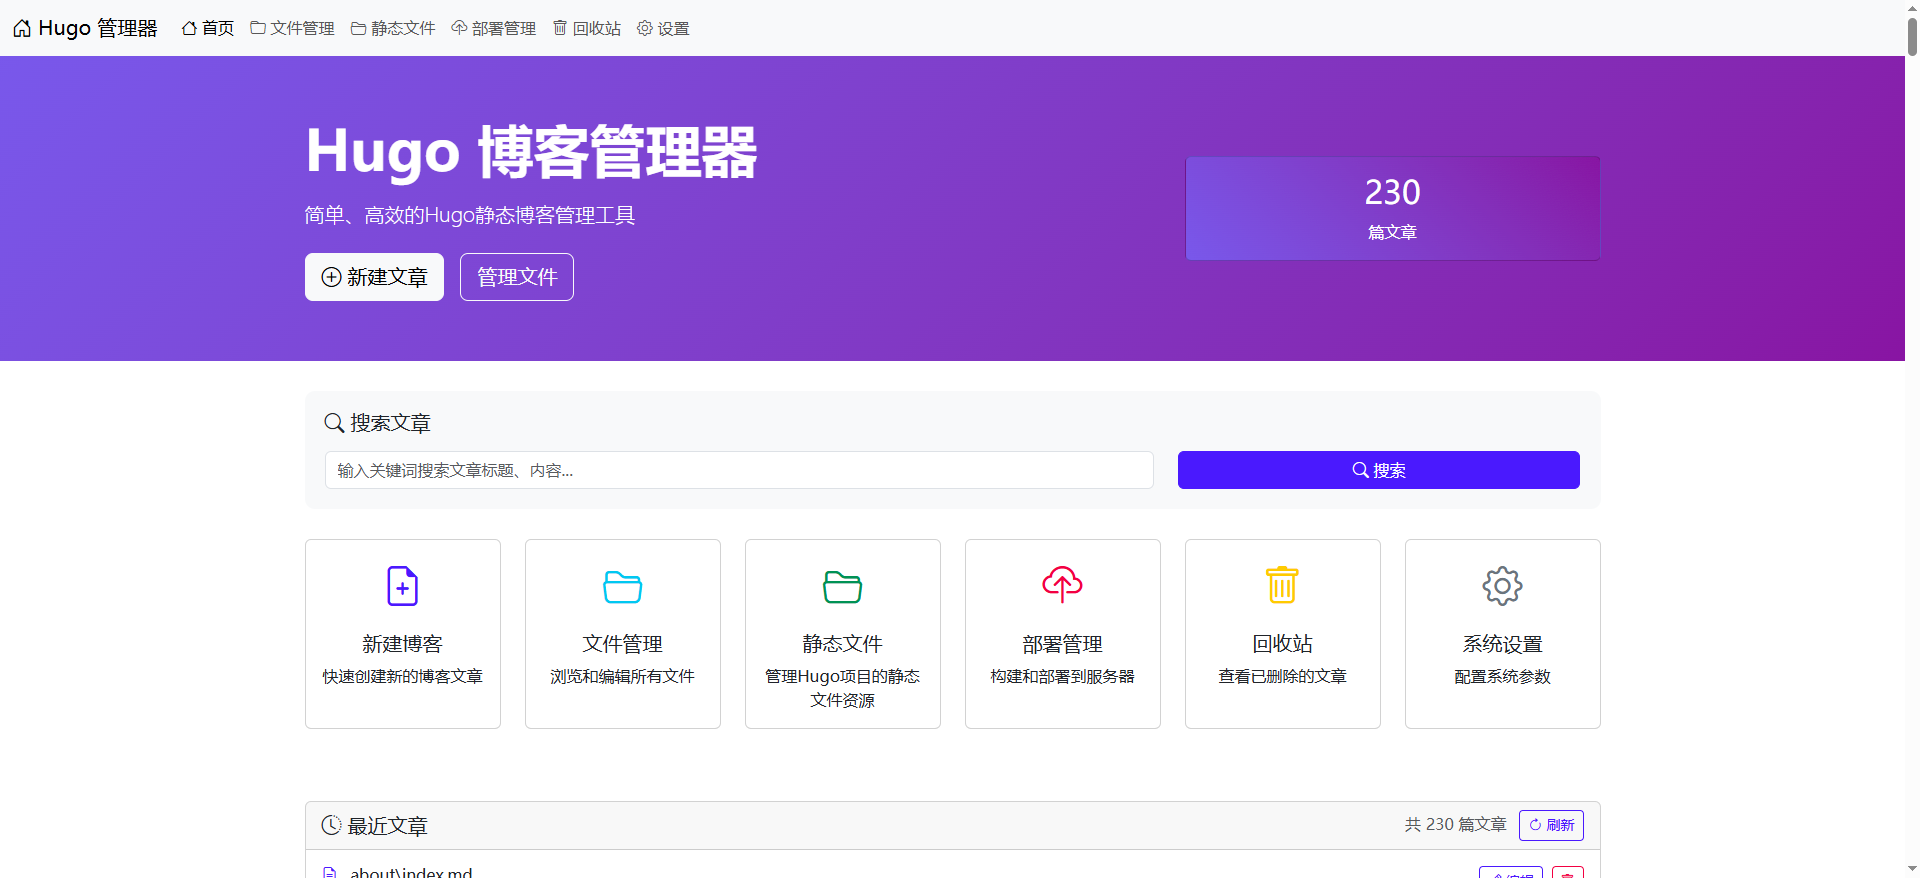 Hugo 管理器 首页 文件管理 静态文件 部署管理 回收站 设置
Hugo 博客管理器
简单、高效的Hugo静态博客管理工具
新建文章 管理文件
230
篇文章
搜索文章
输入关键词搜索文章标题、内容... 搜索
新建博客
快速创建新的博客文章
文件管理
浏览和编辑所有文件
静态文件
管理Hugo项目的静态
文件资源
部署管理
构建和部署到服务器
回收站
查看已删除的文章
系统设置
配置系统参数
最近文章 共 230 篇文章 刷新
about\index.md 编辑